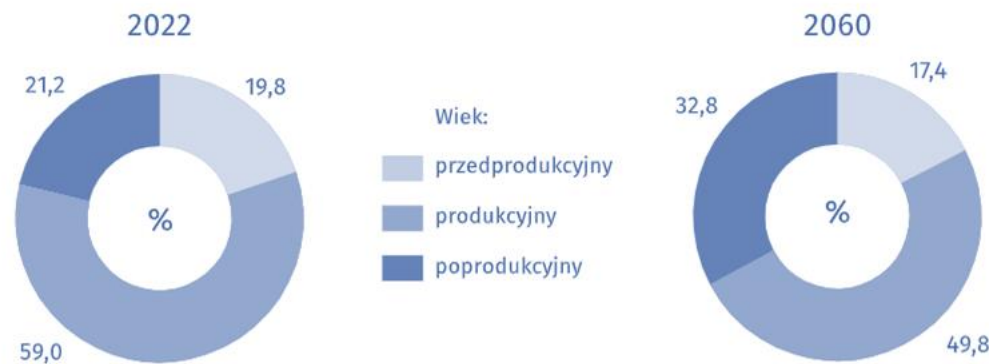 2022
21,2
19,8
%
59,0
Wiek:
przedprodukcyjny
produkcyjny
poprodukcyjny
2060
32,8
17,4
%
49,8